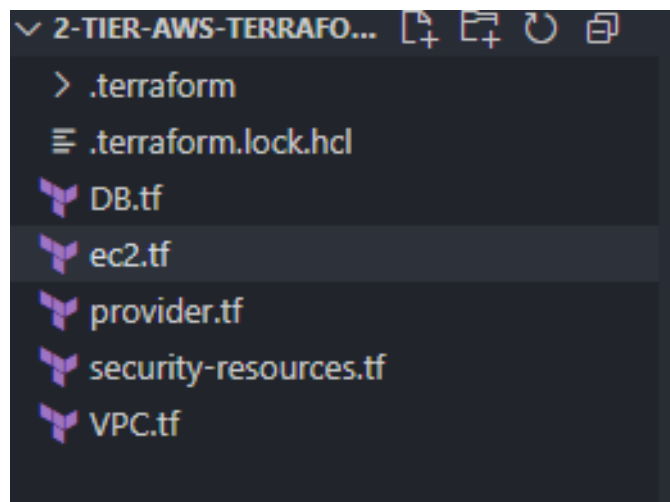 2-TIER-AWS-TERRAFO...
.terraform
.terraform.lock.hcl
DB.tf
ec2.tf
provider.tf
security-resources.tf
VPC.tf